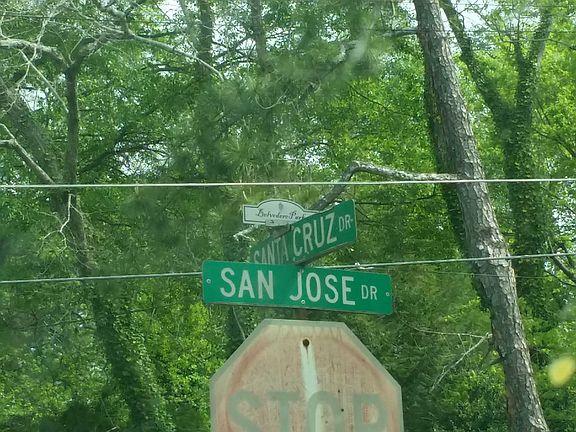 Belvedere Park
SANTA CRUZ DR
SAN JOSE DR
STOP